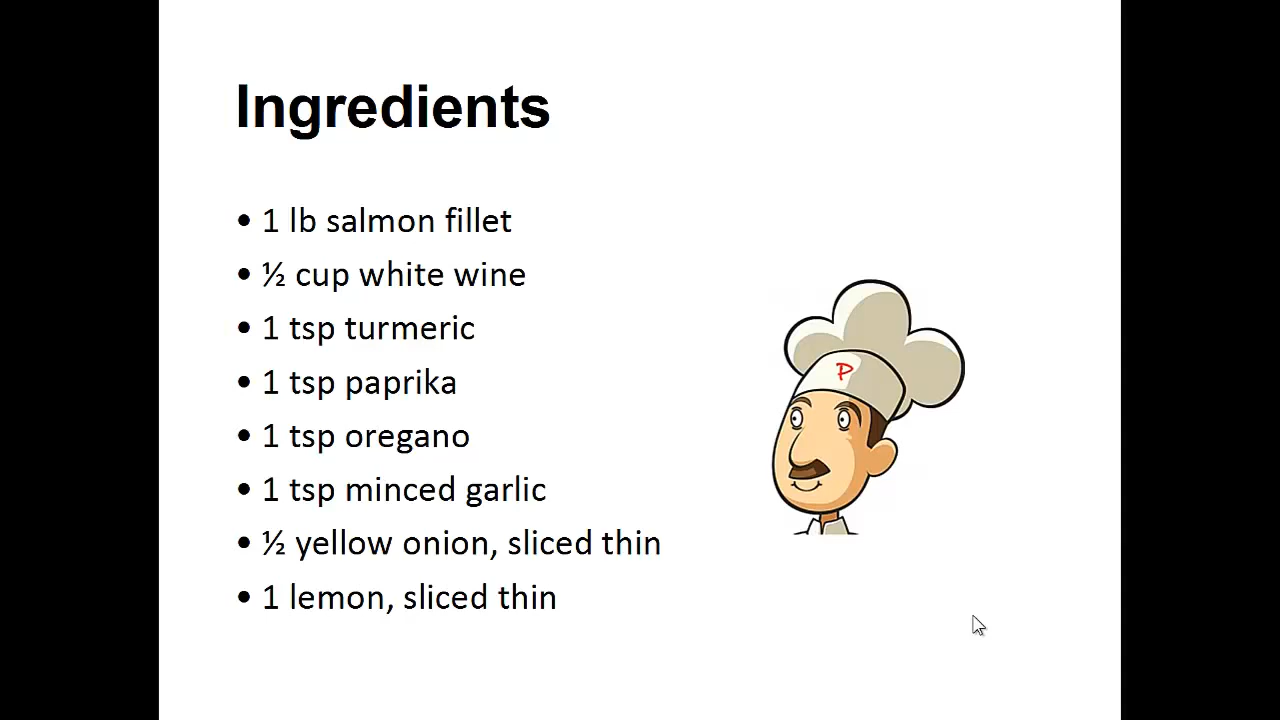 Ingredients
• 1 lb salmon fillet
• ½ cup white wine
• 1 tsp turmeric
• 1 tsp paprika
• 1 tsp oregano
• 1 tsp minced garlic
• ½ yellow onion, sliced thin
• 1 lemon, sliced thin
P